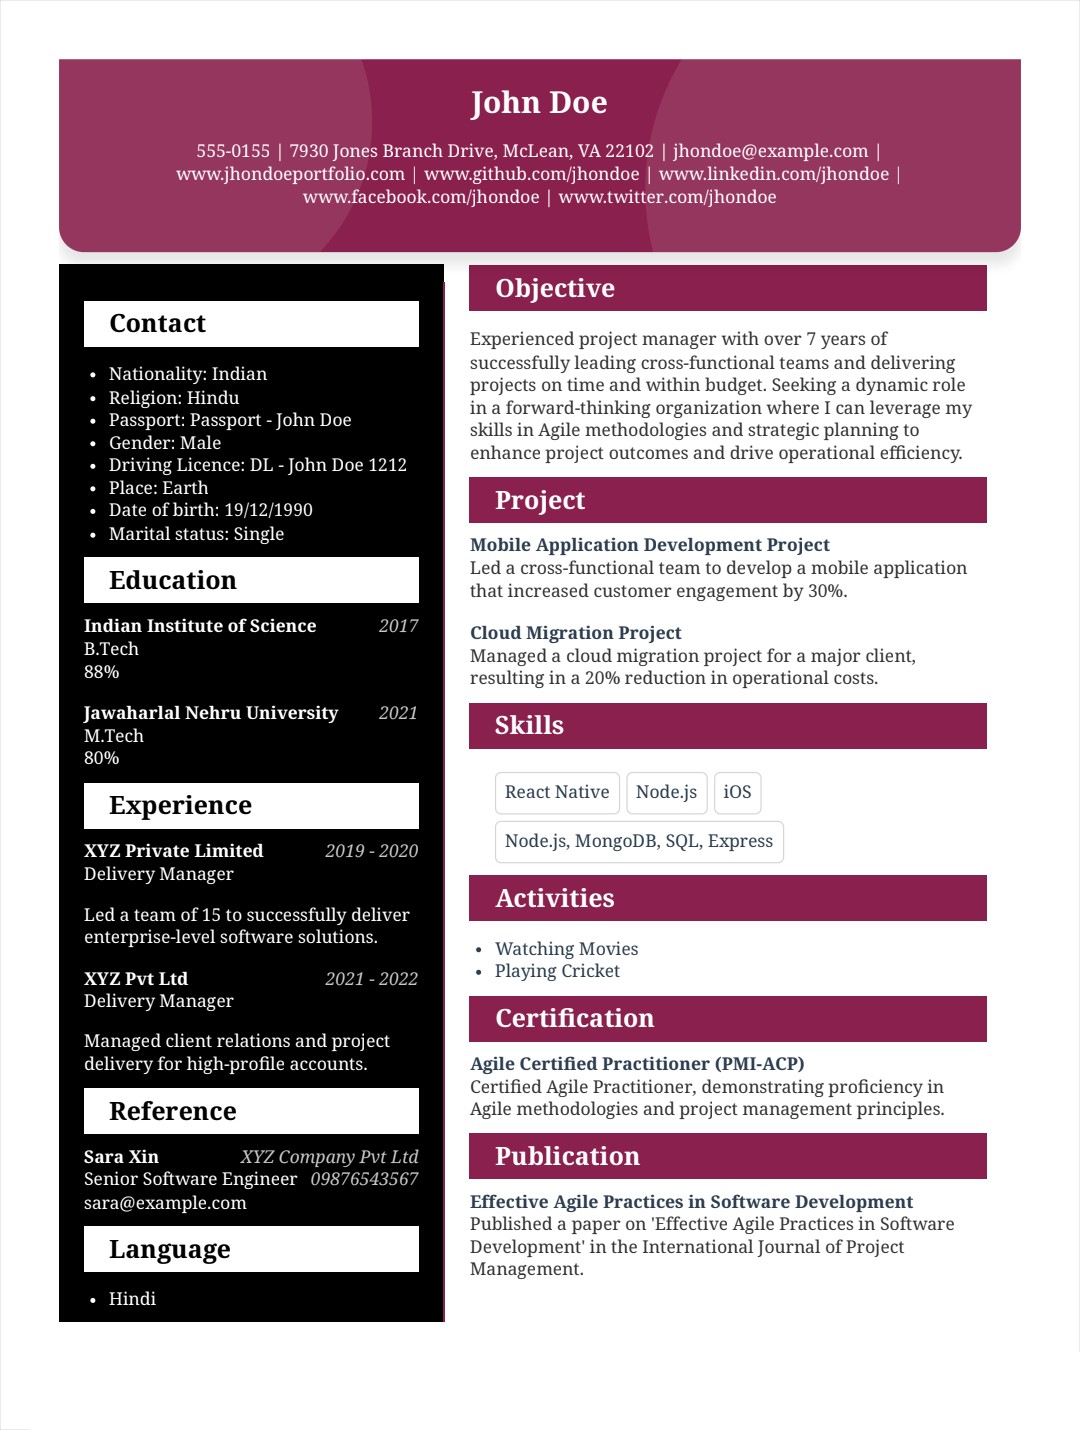 John Doe
555-0155 | 7930 Jones Branch Drive, McLean, VA 22102 | jhondoe@example.com |
www.jhondoeportfolio.com | www.github.com/jhondoe | www.linkedin.com/jhondoe |
www.facebook.com/jhondoe | www.twitter.com/jhondoe
Contact
• Nationality: Indian
• Religion: Hindu
• Passport: Passport - John Doe
• Gender: Male
• Driving Licence: DL - John Doe 1212
• Place: Earth
• Date of birth: 19/12/1990
• Marital status: Single
Education
Indian Institute of Science 2017
B.Tech
88%
Jawaharlal Nehru University 2021
M.Tech
80%
Experience
XYZ Private Limited 2019 - 2020
Delivery Manager
Led a team of 15 to successfully deliver
enterprise-level software solutions.
XYZ Pvt Ltd 2021 - 2022
Delivery Manager
Managed client relations and project
delivery for high-profile accounts.
Reference
Sara Xin XYZ Company Pvt Ltd
Senior Software Engineer 09876543567
sara@example.com
Language
• Hindi
Objective
Experienced project manager with over 7 years of
successfully leading cross-functional teams and delivering
projects on time and within budget. Seeking a dynamic role
in a forward-thinking organization where I can leverage my
skills in Agile methodologies and strategic planning to
enhance project outcomes and drive operational efficiency.
Project
Mobile Application Development Project
Led a cross-functional team to develop a mobile application
that increased customer engagement by 30%.
Cloud Migration Project
Managed a cloud migration project for a major client,
resulting in a 20% reduction in operational costs.
Skills
React Native Node.js iOS
Node.js, MongoDB, SQL, Express
Activities
• Watching Movies
• Playing Cricket
Certification
Agile Certified Practitioner (PMI-ACP)
Certified Agile Practitioner, demonstrating proficiency in
Agile methodologies and project management principles.
Publication
Effective Agile Practices in Software Development
Published a paper on 'Effective Agile Practices in Software
Development' in the International Journal of Project
Management.